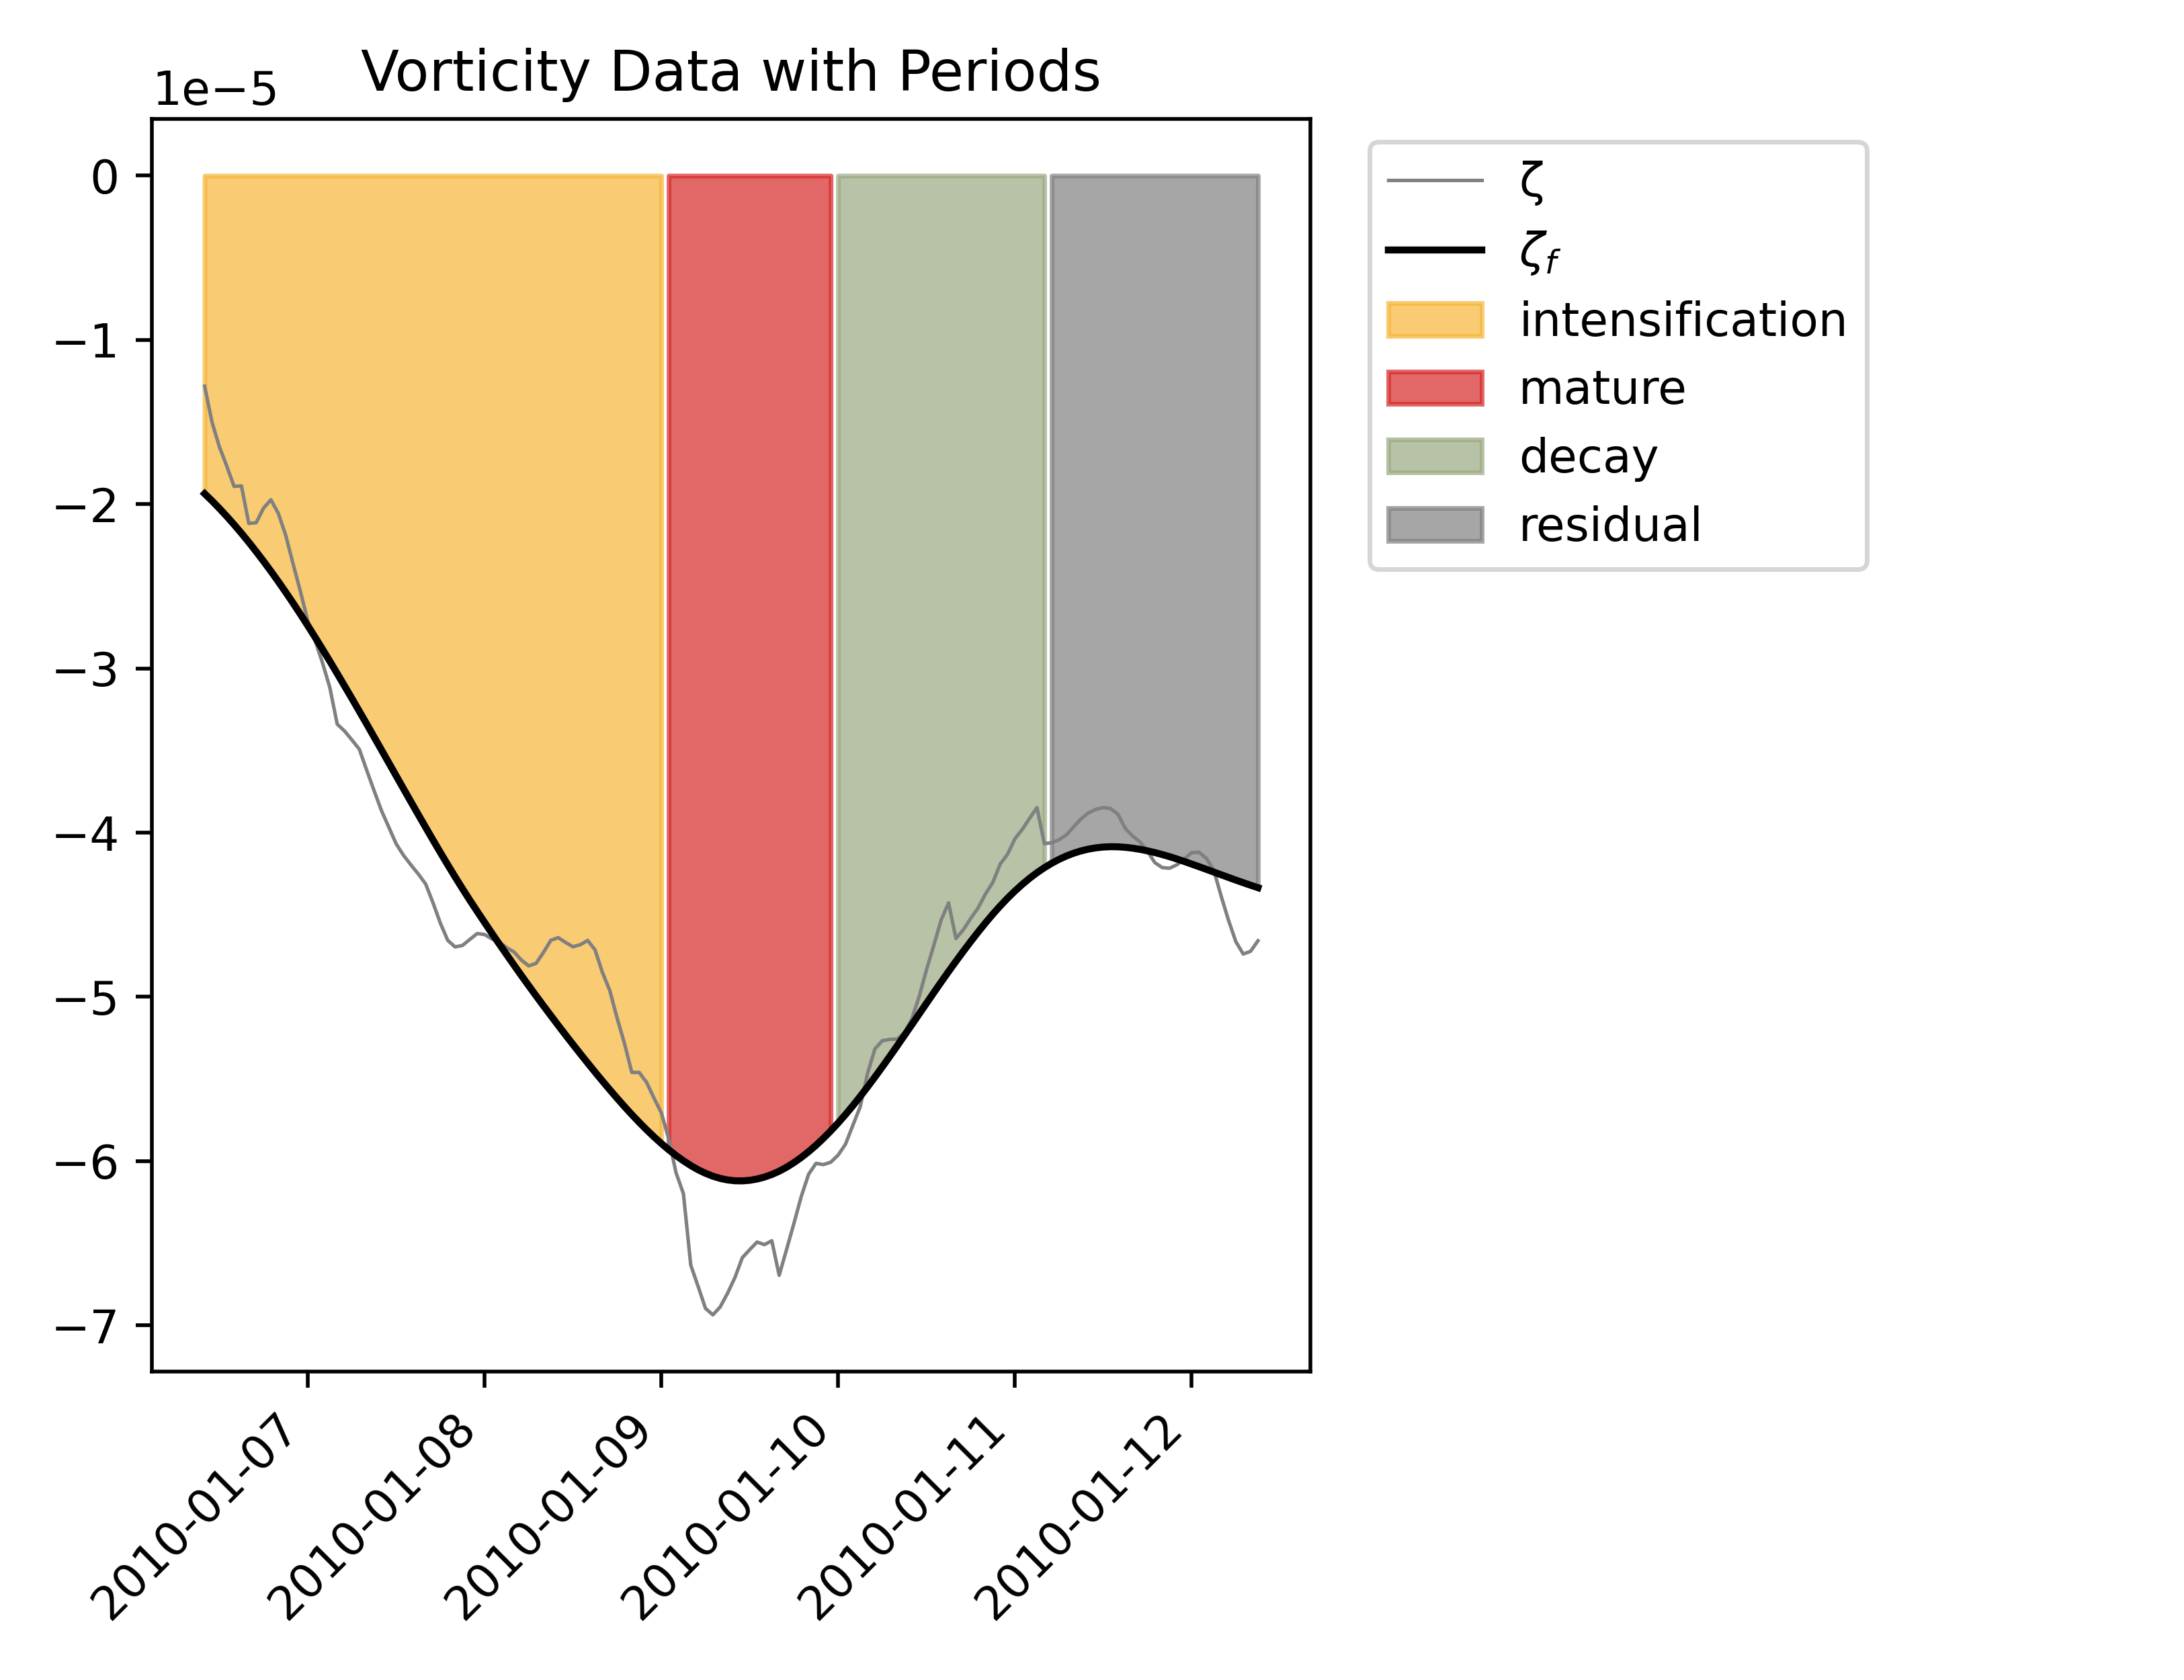 Vorticity Data with Periods
1e−5
0
−1
−2
−3
−4
−5
−6
−7
2010-01-07
2010-01-08
2010-01-09
2010-01-10
2010-01-11
2010-01-12
ζ
ζf
intensification
mature
decay
residual